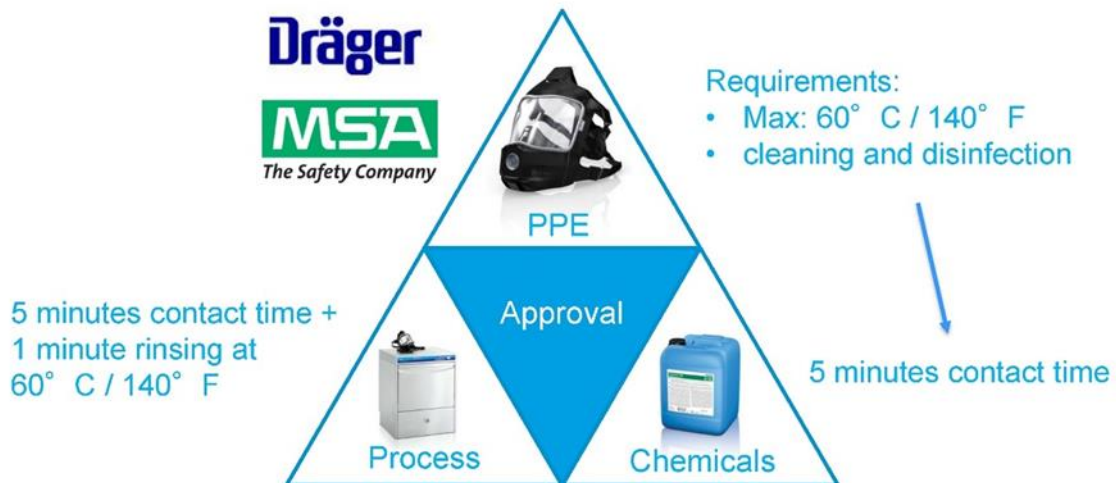 Dräger
MSA
The Safety Company
Requirements:
• Max: 60° C / 140° F
• cleaning and disinfection
PPE
5 minutes contact time +
1 minute rinsing at
60° C / 140° F
Approval
5 minutes contact time
Process
Chemicals